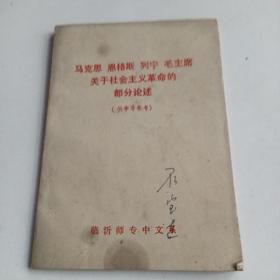 马克思 恩格斯 列宁 毛主席
关于社会主义革命的
部分论述
(供学习参考)
临沂师专中文系